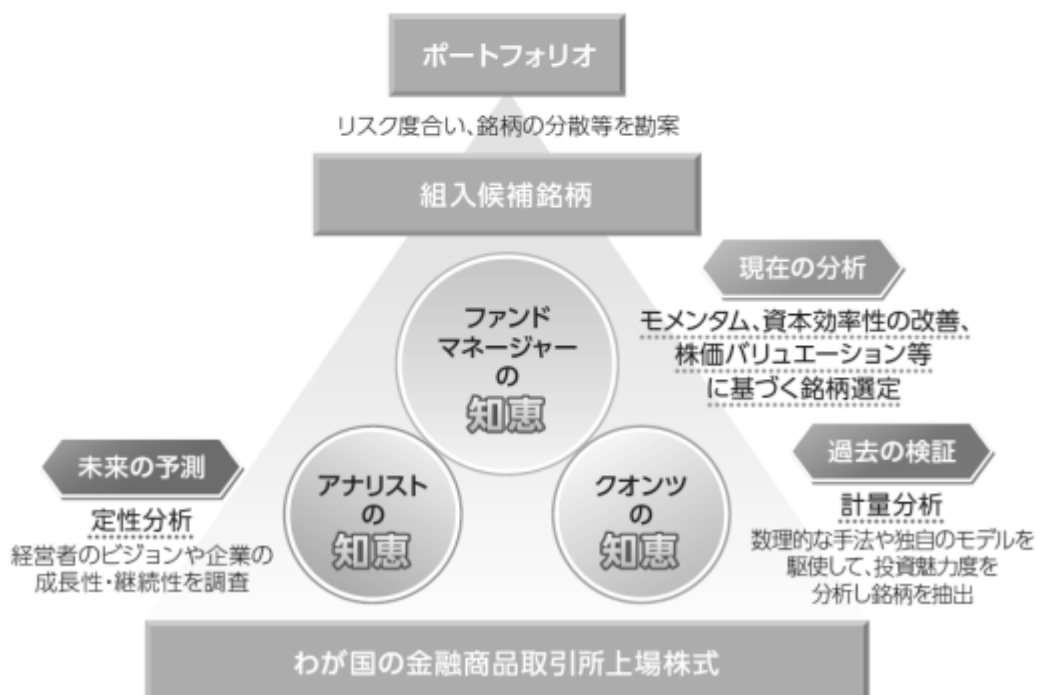 ポートフォリオ
リスク度合い、銘柄の分散等を勘案
組入候補銘柄
現在の分析
モメンタム、資本効率性の改善、
株価バリュエーション等
に基づく銘柄選定
ファンド
マネージャー
の
知恵
未来の予測
定性分析
経営者のビジョンや企業の
成長性・継続性を調査
アナリスト
の
知恵
クオンツ
の
知恵
過去の検証
計量分析
数理的な手法や独自のモデルを
駆使して、投資魅力度を
分析し銘柄を抽出
わが国の金融商品取引所上場株式